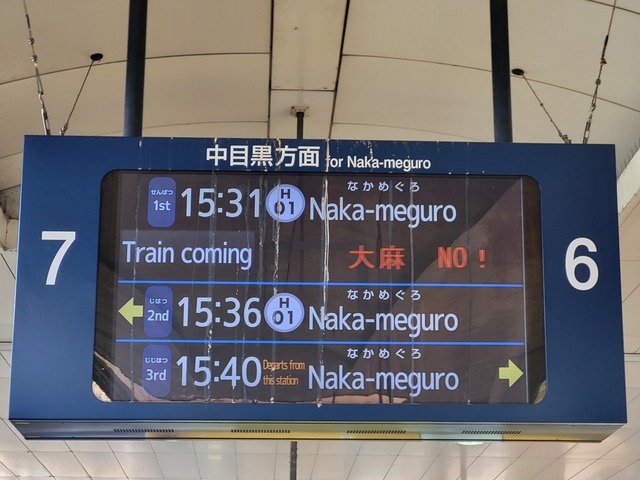 中目黒方面 for Naka-meguro
7
6
せんぱつ
1st 15:31 H 01 なかめぐろ
Naka-meguro
Train coming 大麻 NO!
じはつ
2nd 15:36 H 01 なかめぐろ
Naka-meguro
じじはつ
3rd 15:40 Departs from this station なかめぐろ
Naka-meguro